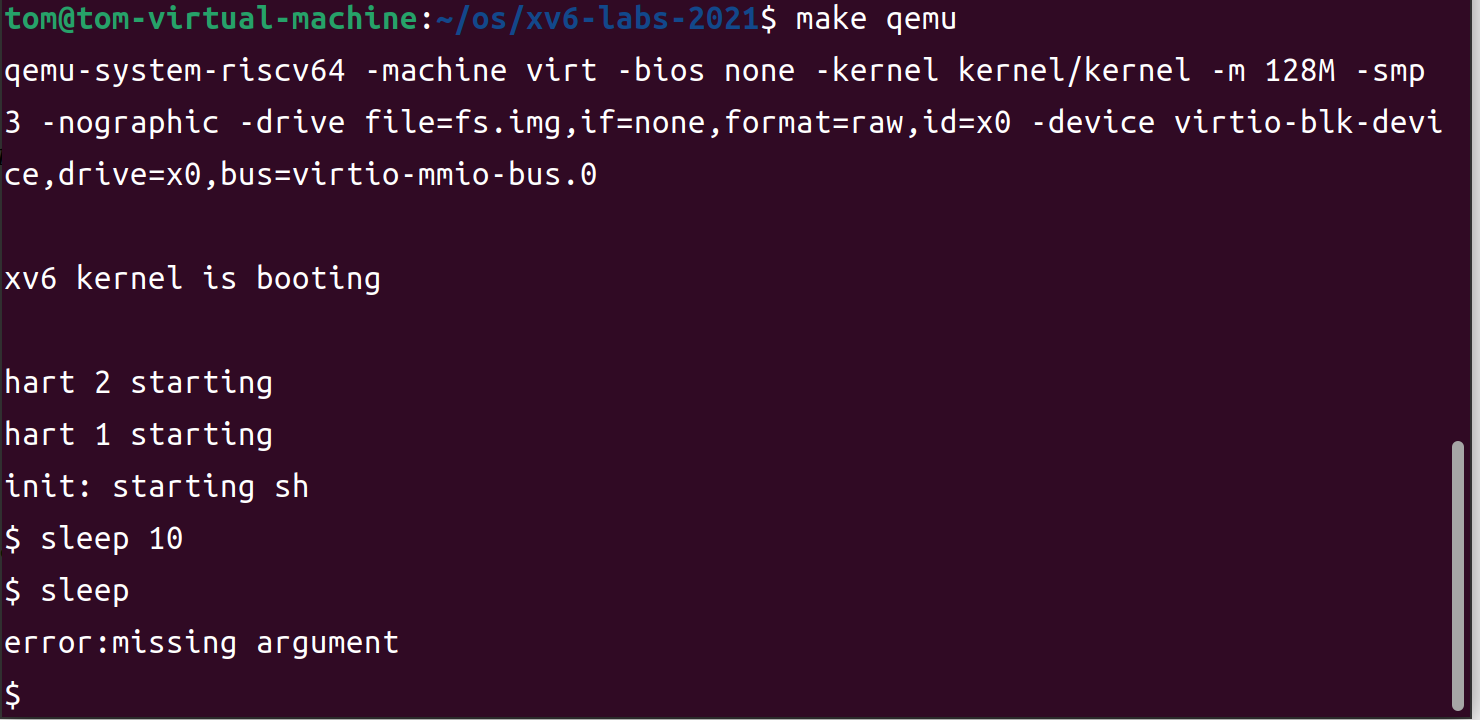 tom@tom-virtual-machine:~/os/xv6-labs-2021$ make qemu
qemu-system-riscv64 -machine virt -bios none -kernel kernel/kernel -m 128M -smp
3 -nographic -drive file=fs.img,if=none,format=raw,id=x0 -device virtio-blk-devi
ce,drive=x0,bus=virtio-mmio-bus.0
xv6 kernel is booting
hart 2 starting
hart 1 starting
init: starting sh
$ sleep 10
$ sleep
error:missing argument
$